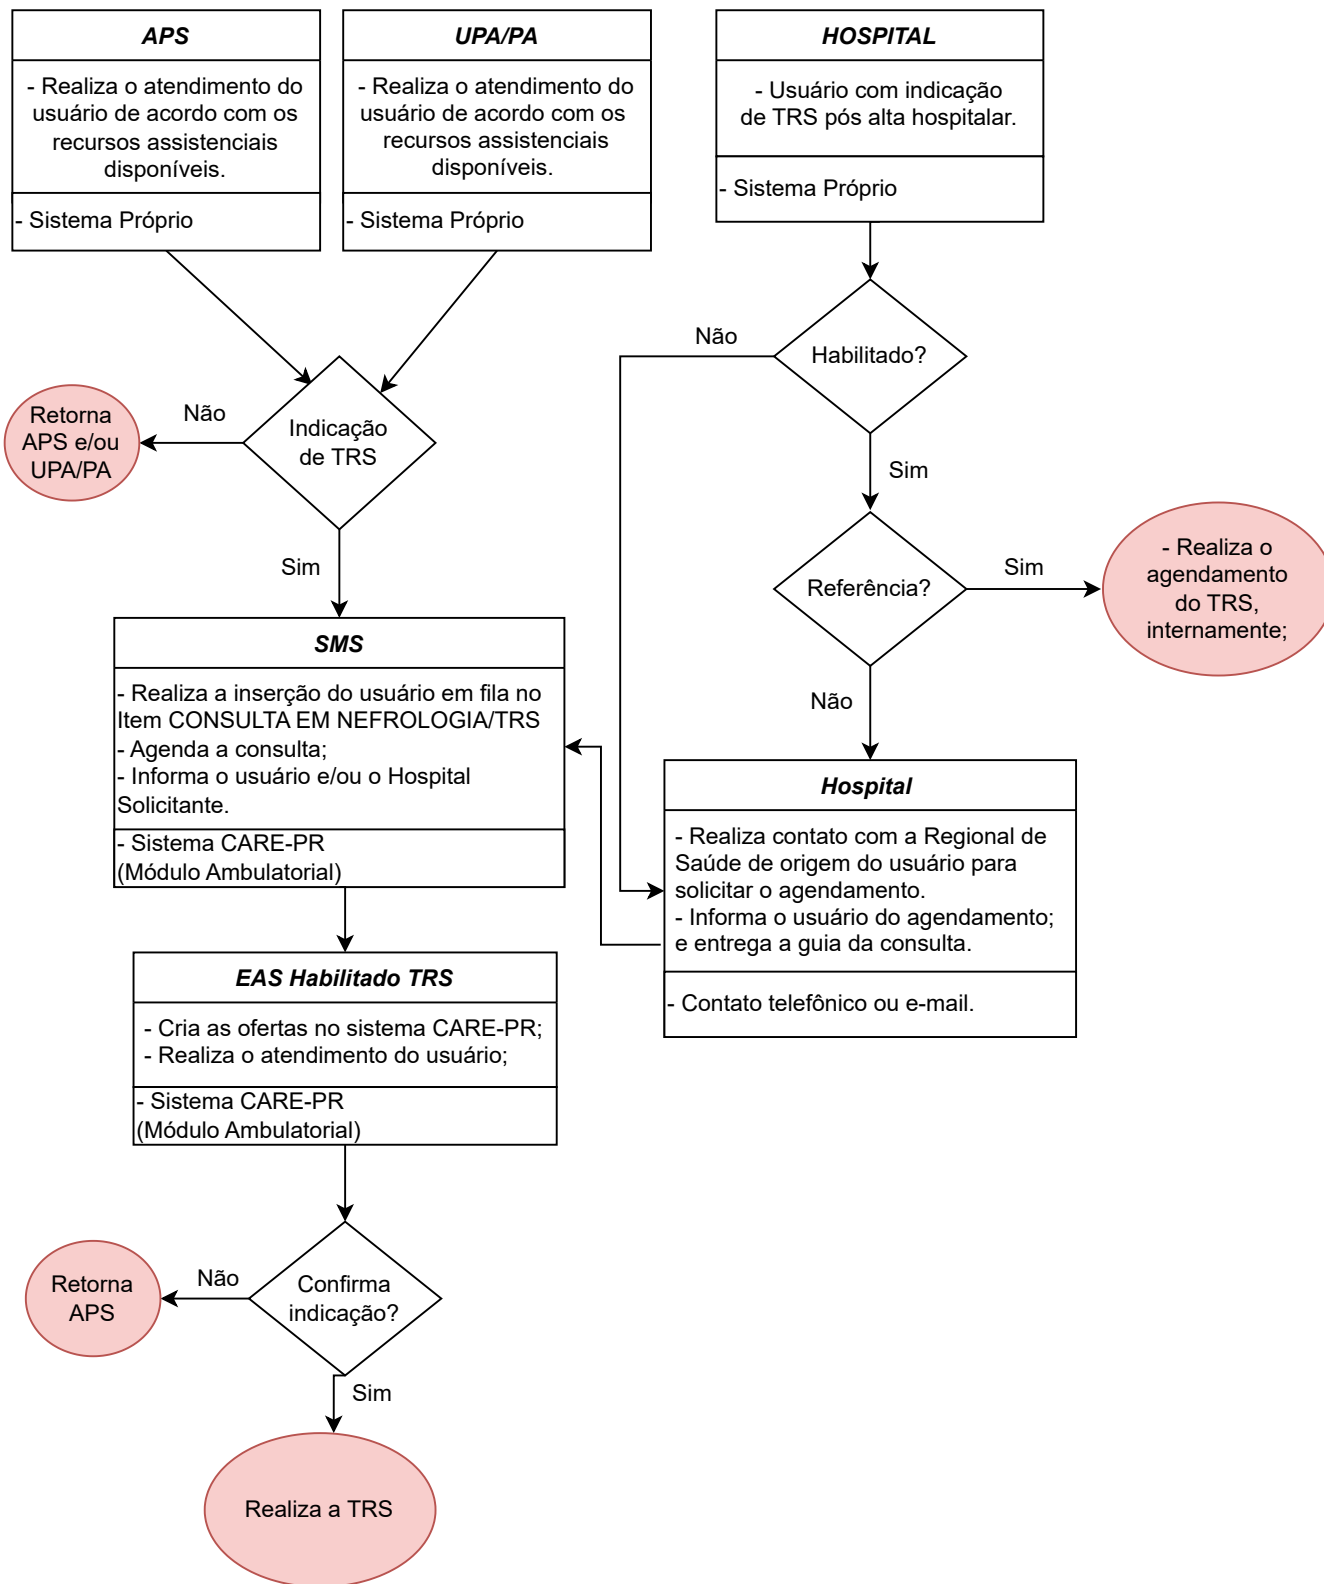 APS
- Realiza o atendimento do
usuário de acordo com os
recursos assistenciais
disponíveis.
- Sistema Próprio
UPA/PA
- Realiza o atendimento do
usuário de acordo com os
recursos assistenciais
disponíveis.
- Sistema Próprio
HOSPITAL
- Usuário com indicação
de TRS pós alta hospitalar.
- Sistema Próprio
Não
Habilitado?
Sim
Retorna
APS e/ou
UPA/PA
Não
Indicação
de TRS
Sim
Referência?
Sim
- Realiza o
agendamento
do TRS,
internamente;
Não
SMS
- Realiza a inserção do usuário em fila no
Item CONSULTA EM NEFROLOGIA/TRS
- Agenda a consulta;
- Informa o usuário e/ou o Hospital
Solicitante.
- Sistema CARE-PR
(Módulo Ambulatorial)
Hospital
- Realiza contato com a Regional de
Saúde de origem do usuário para
solicitar o agendamento.
- Informa o usuário do agendamento;
e entrega a guia da consulta.
- Contato telefônico ou e-mail.
EAS Habilitado TRS
- Cria as ofertas no sistema CARE-PR;
- Realiza o atendimento do usuário;
- Sistema CARE-PR
(Módulo Ambulatorial)
Retorna
APS
Não
Confirma
indicação?
Sim
Realiza a TRS